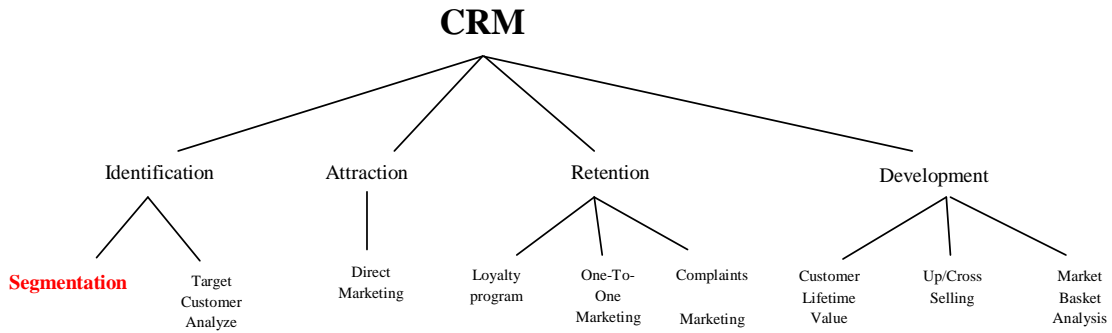 CRM
Identification
Attraction
Retention
Development
Segmentation
Target
Customer
Analyze
Direct
Marketing
Loyalty
program
One-To-
One
Marketing
Complaints
Marketing
Customer
Lifetime
Value
Up/Cross
Selling
Market
Basket
Analysis